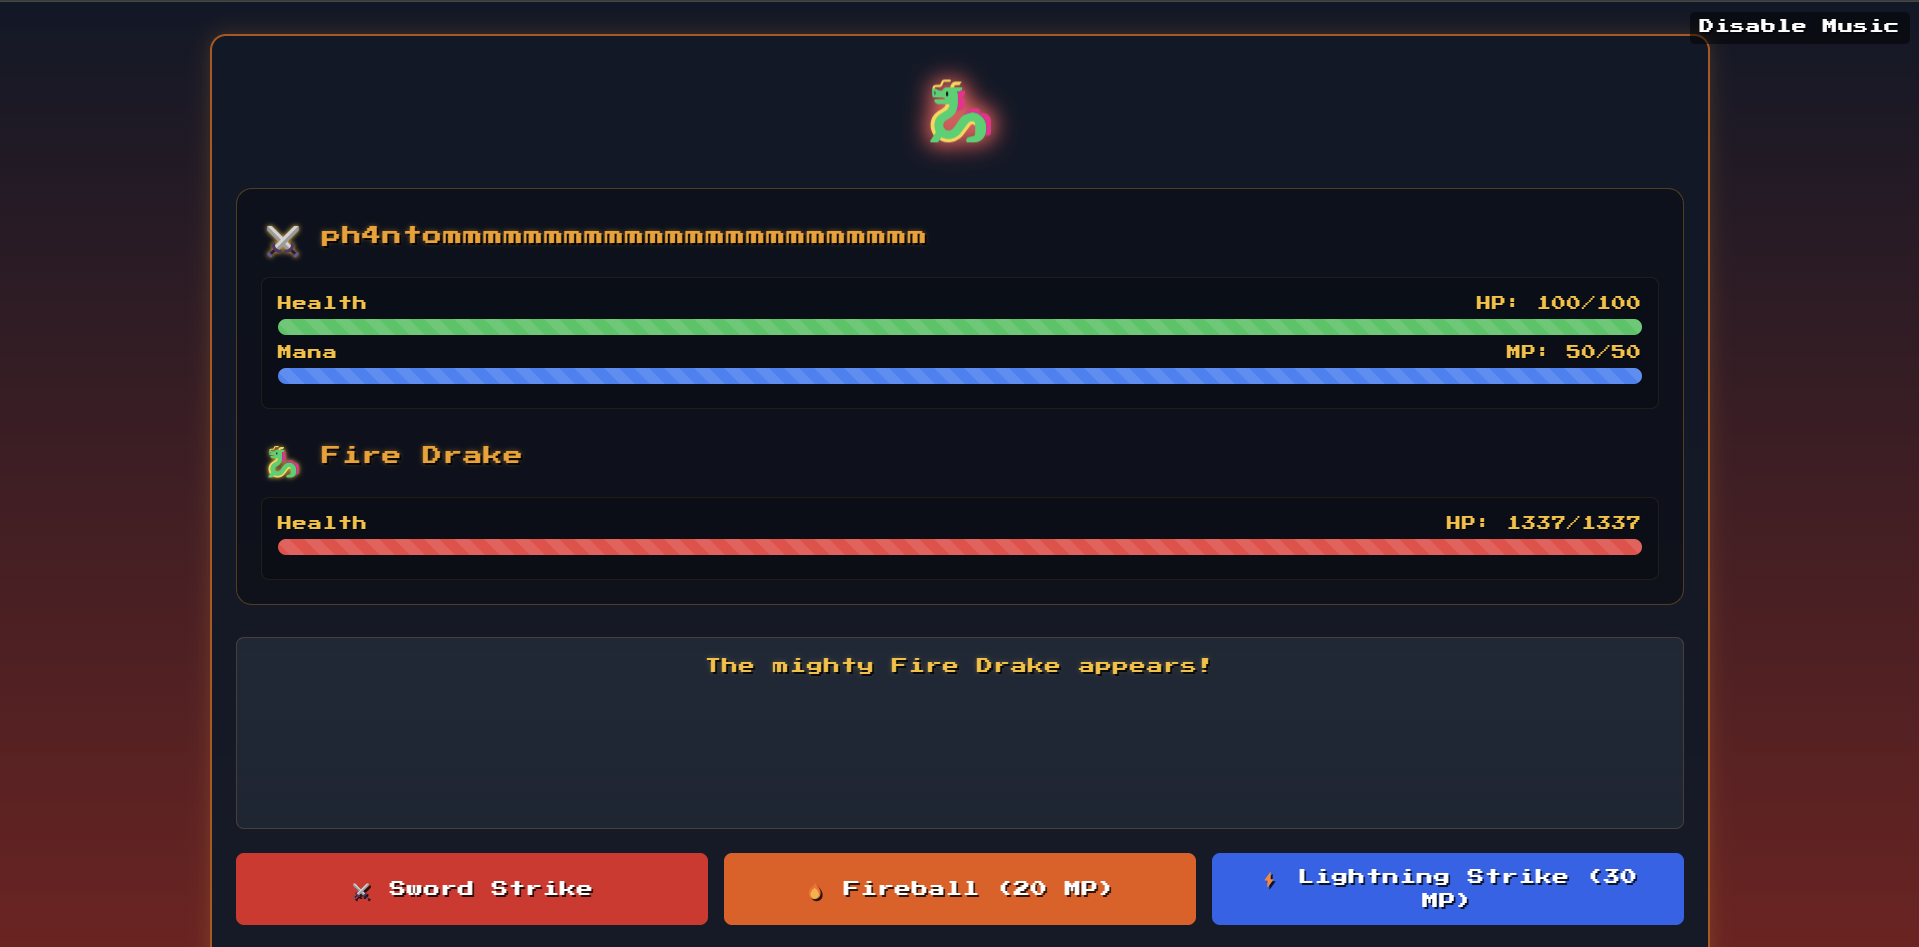 Disable Music
ph4ntommmmmmmmmmmmmmmmmmmmmmmm
Health HP: 100/100
Mana MP: 50/50
Fire Drake
Health HP: 1337/1337
The mighty Fire Drake appears!
Sword Strike
Fireball (20 MP)
Lightning Strike (30
MP)